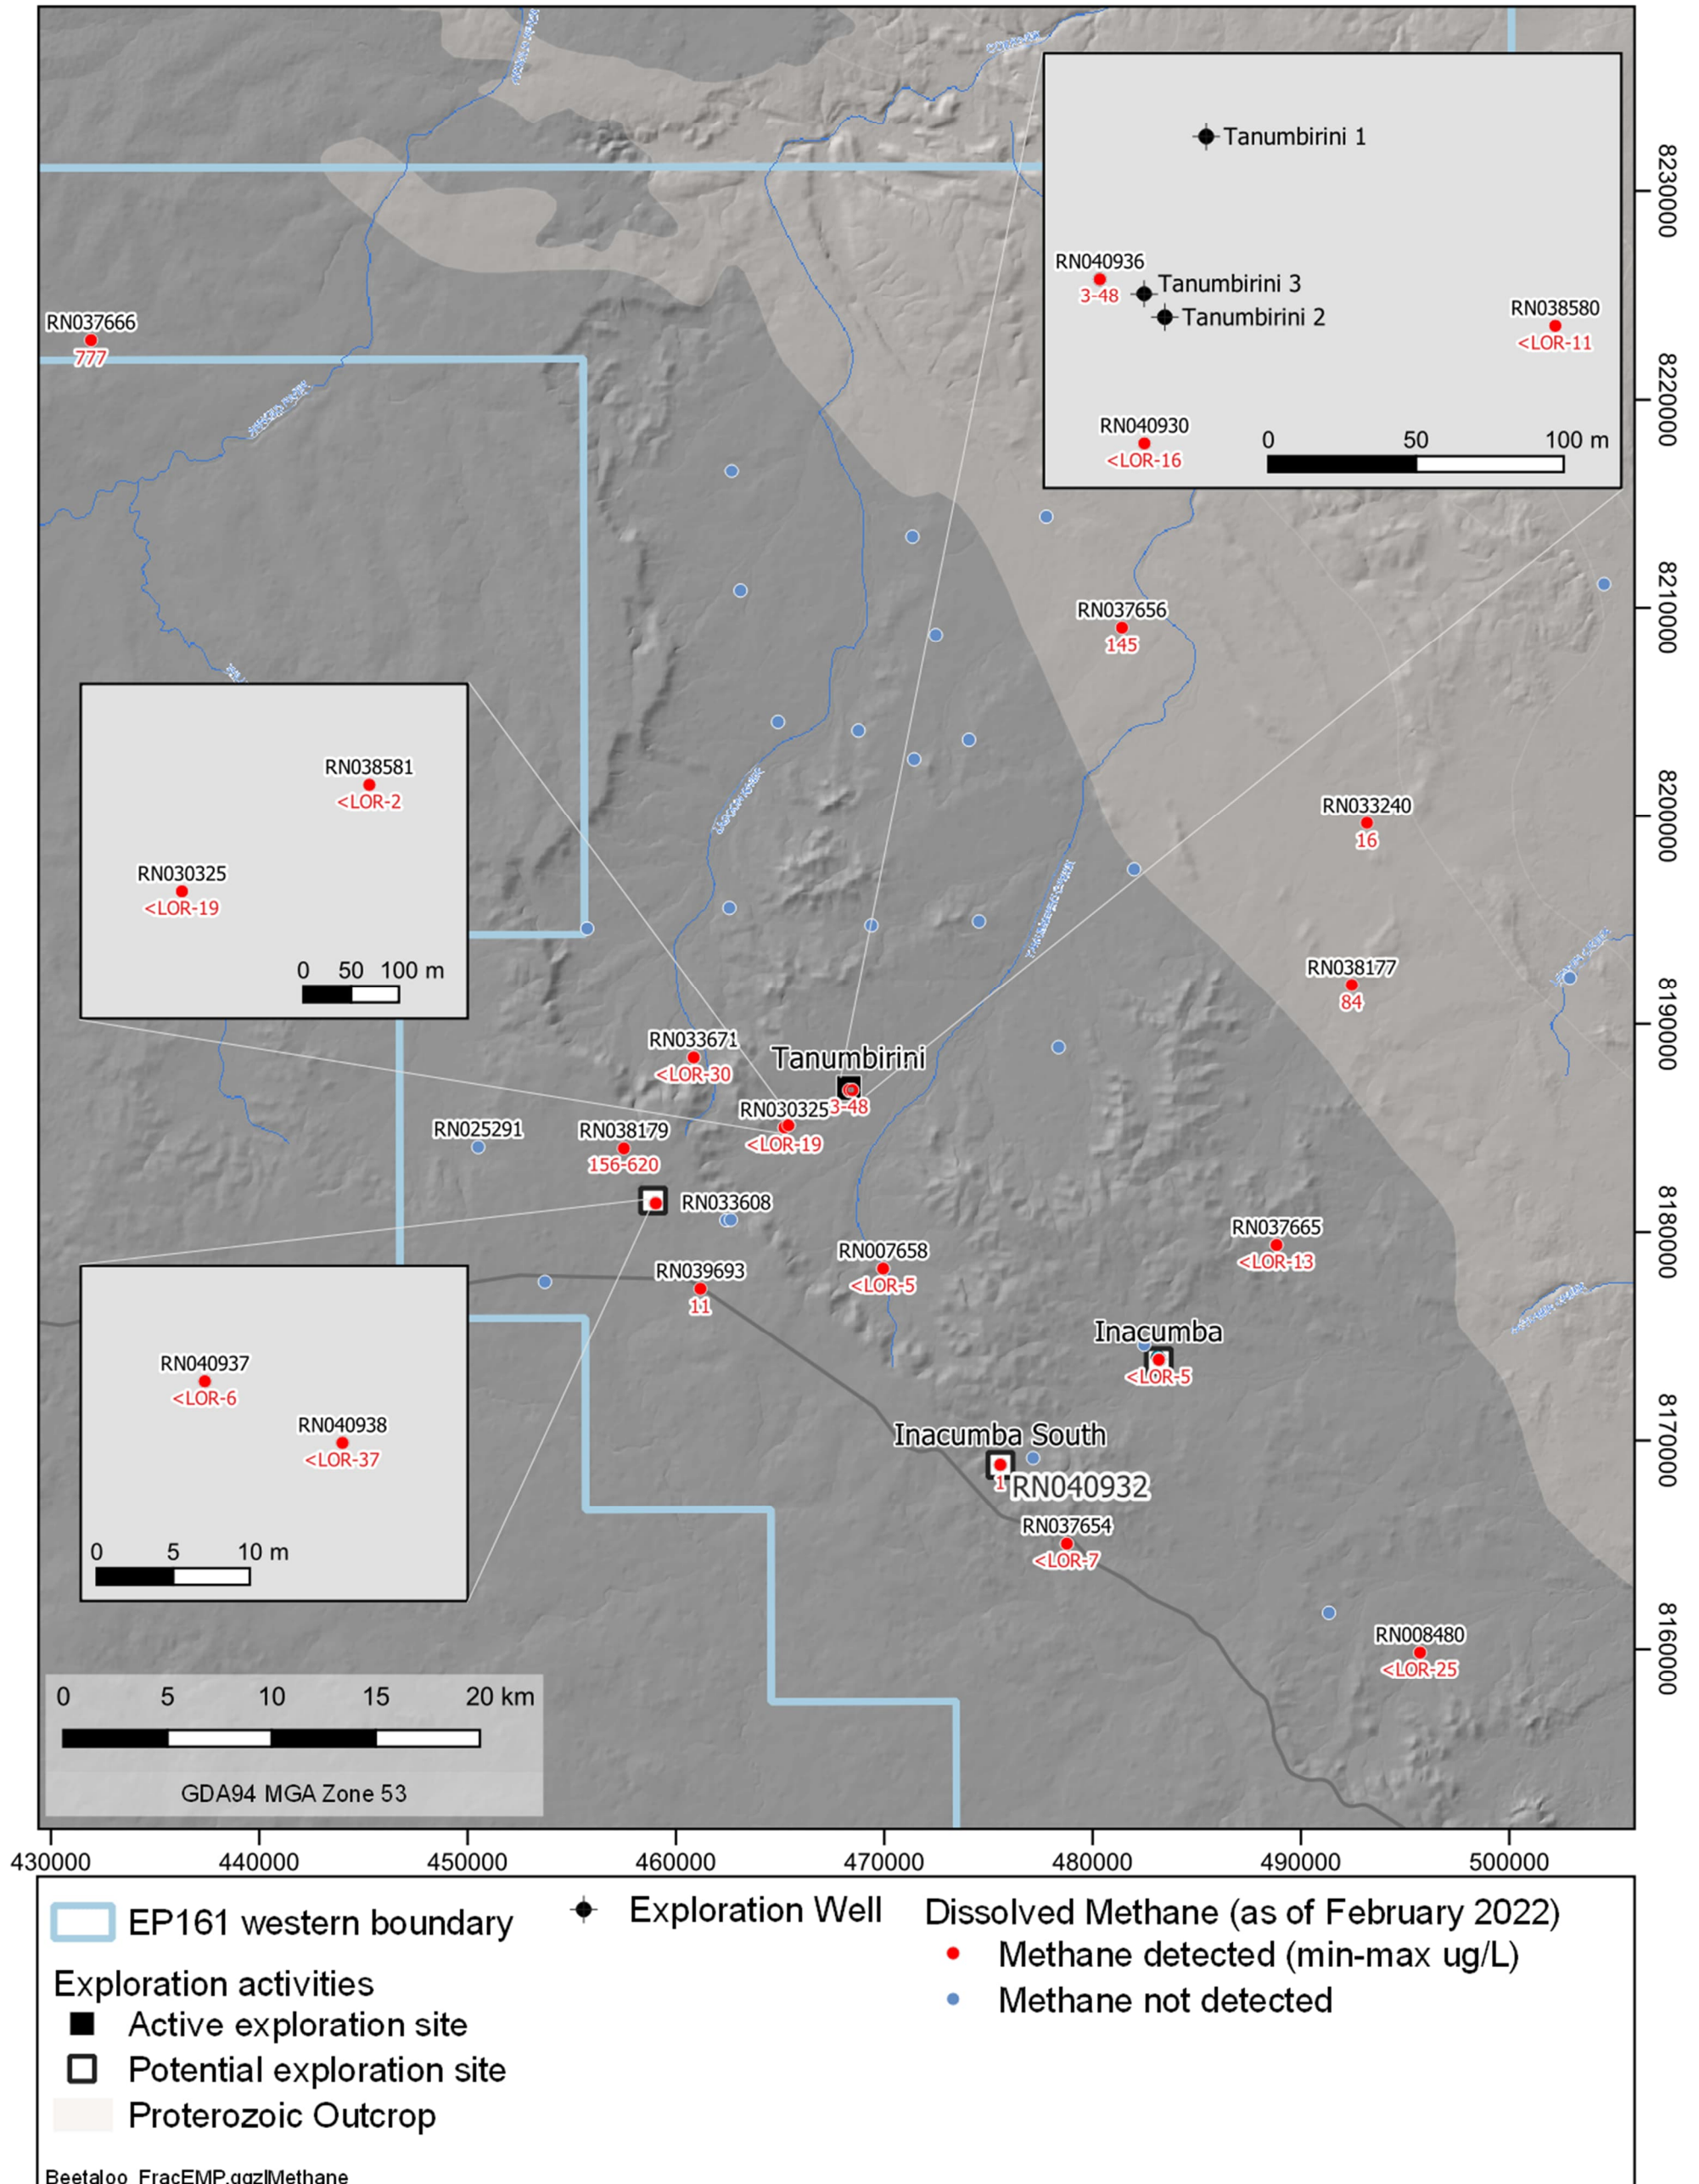 Tanumbirini 1
RN040936
3-48
Tanumbirini 3
Tanumbirini 2
RN038580
<LOR-11
RN040930
<LOR-16
0 50 100 m
8230000
RN037666
777
8220000
RN037656
145
8210000
RN038581
<LOR-2
RN030325
<LOR-19
0 50 100 m
RN033240
16
8200000
RN038177
84
8190000
RN033671
<LOR-30
Tanumbirini
3-48
RN030325
<LOR-19
RN025291
RN038179
156-620
RN033608
8180000
RN037665
<LOR-13
RN007658
<LOR-5
RN039693
11
Inacumba
<LOR-5
RN040937
<LOR-6
RN040938
<LOR-37
0 5 10 m
Inacumba South
1
RN040932
8170000
RN037654
<LOR-7
RN008480
<LOR-25
8160000
0 5 10 15 20 km
GDA94 MGA Zone 53
430000 440000 450000 460000 470000 480000 490000 500000
EP161 western boundary
Exploration activities
Active exploration site
Potential exploration site
Proterozoic Outcrop
Exploration Well
Dissolved Methane (as of February 2022)
Methane detected (min-max ug/L)
Methane not detected
Beetaloo_FracEMP.qgz|Methane